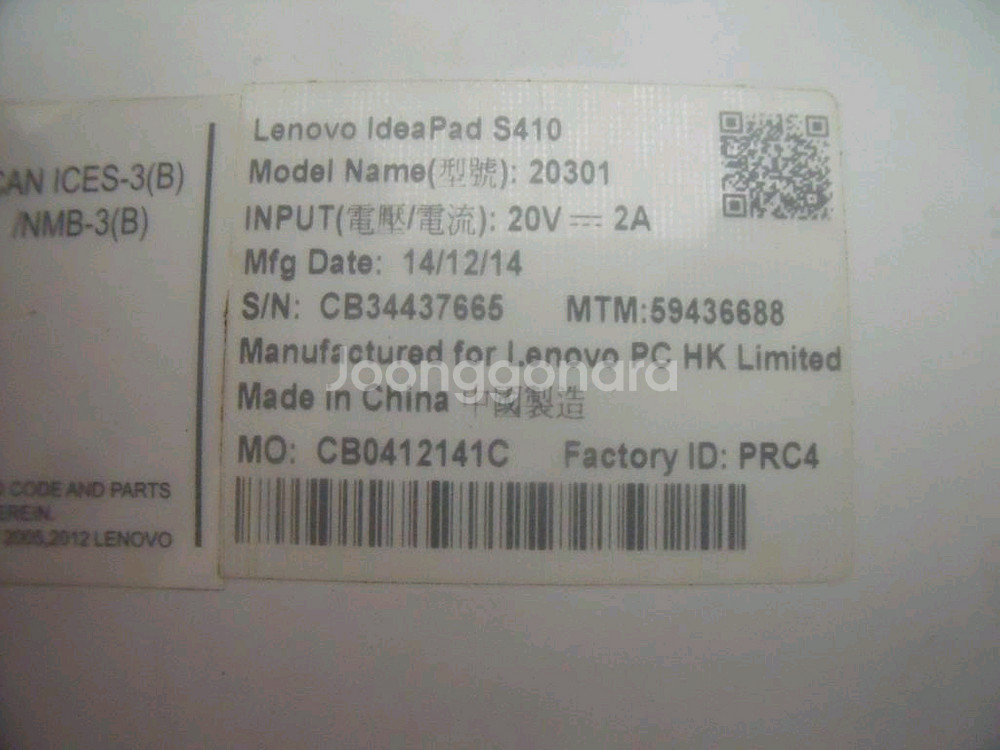 CAN ICES-3(B)
/NMB-3(B)
CODE AND PARTS
EREIN.
2005,2012 LENOVO
Lenovo IdeaPad S410
Model Name(型號): 20301
INPUT(電壓/電流): 20V ⎓ 2A
Mfg Date: 14/12/14
S/N: CB34437665 MTM:59436688
Manufactured for Lenovo PC HK Limited
Joonggonara
Made in China 中國製造
MO: CB0412141C Factory ID: PRC4